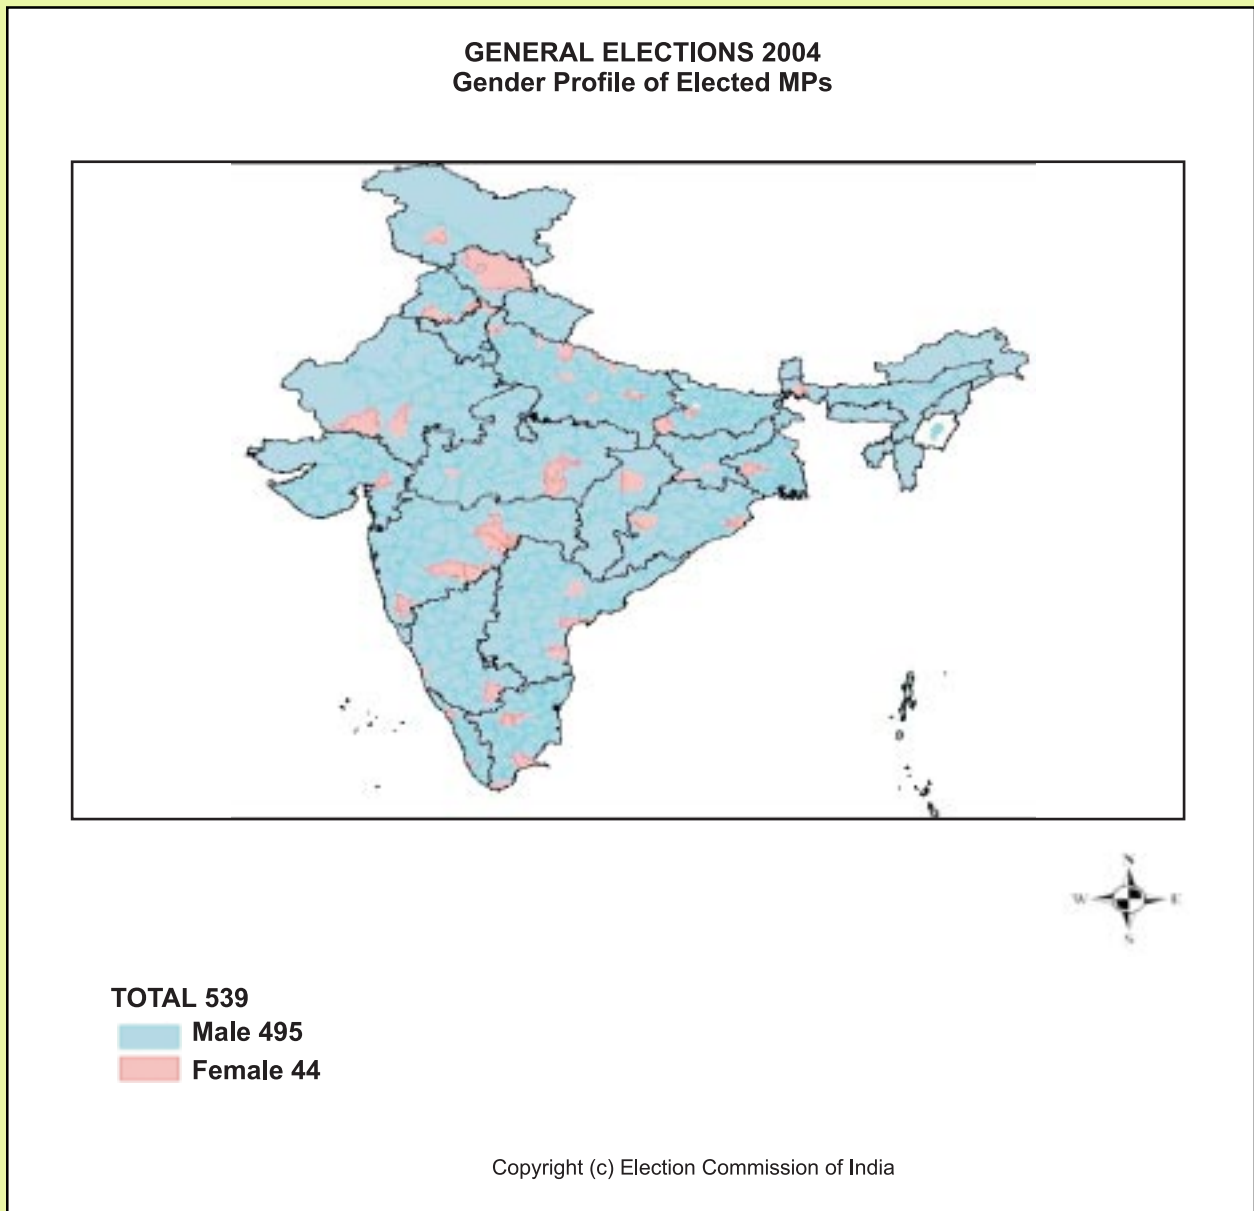 GENERAL ELECTIONS 2004
Gender Profile of Elected MPs
N
W E
S
TOTAL 539
Male 495
Female 44
Copyright (c) Election Commission of India